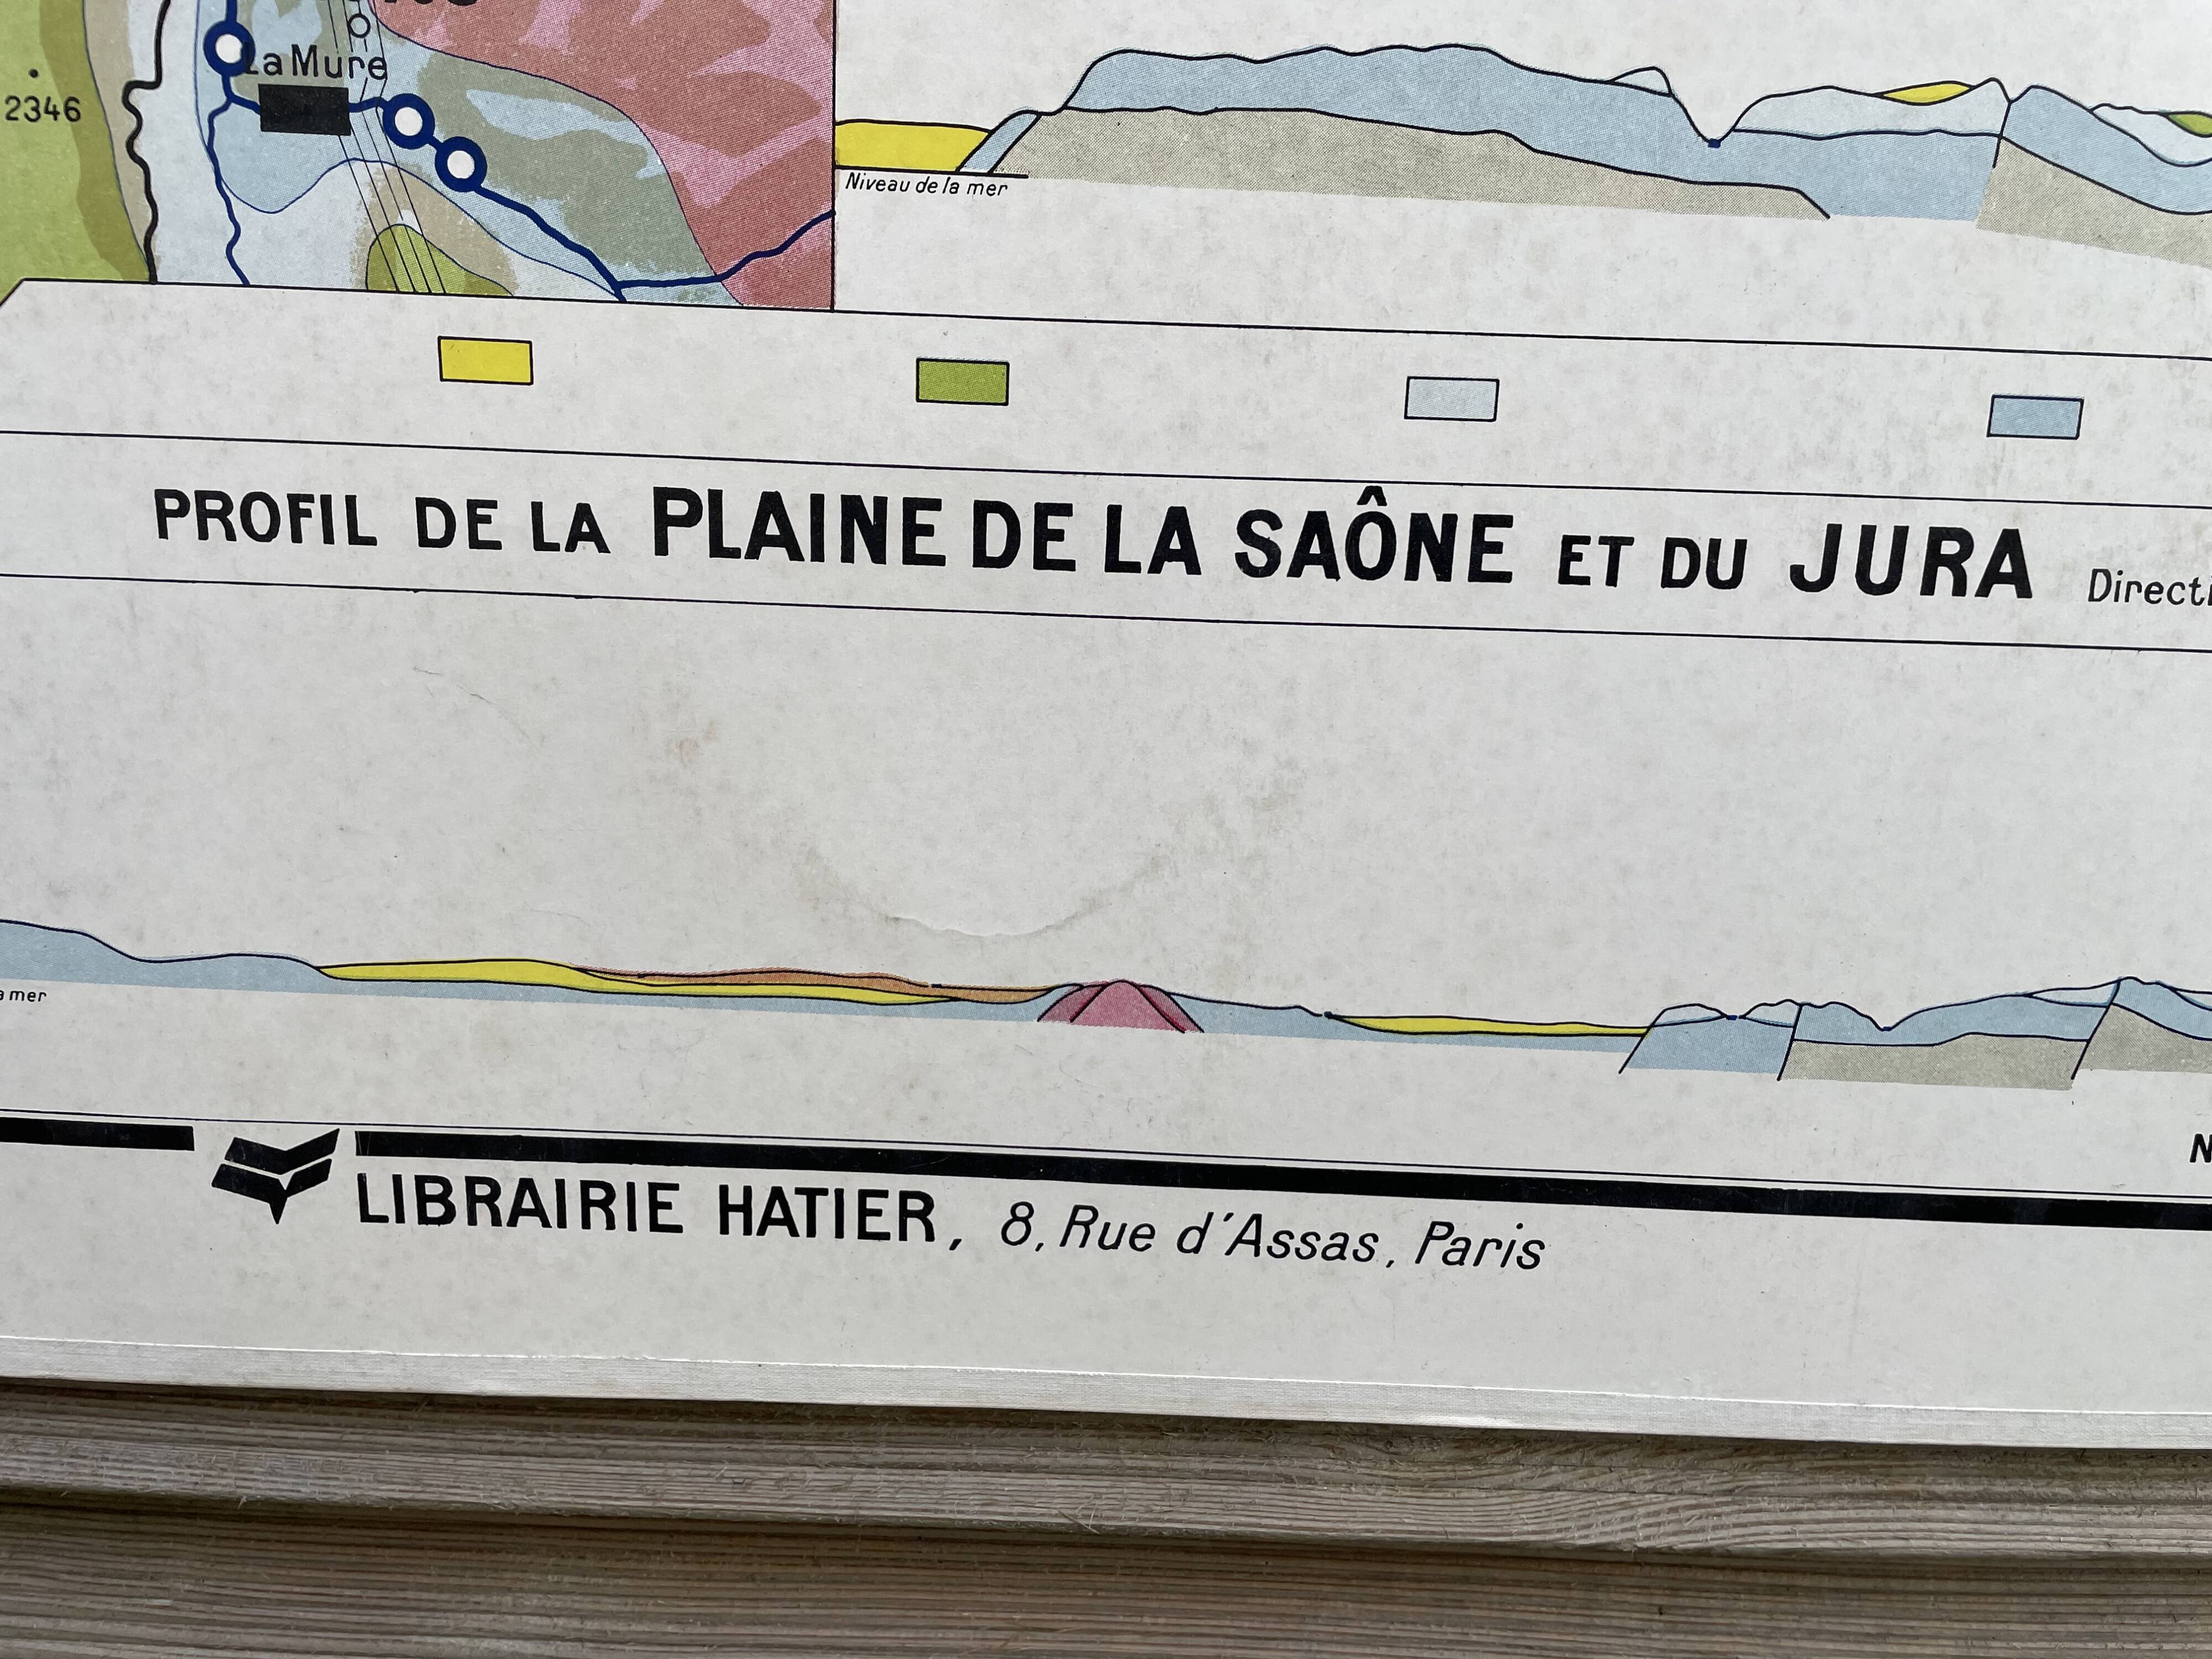 La Mure
2346
Niveau de la mer
PROFIL DE LA PLAINE DE LA SAÔNE ET DU JURA
mer
LIBRAIRIE HATIER, 8, Rue d'Assas, Paris